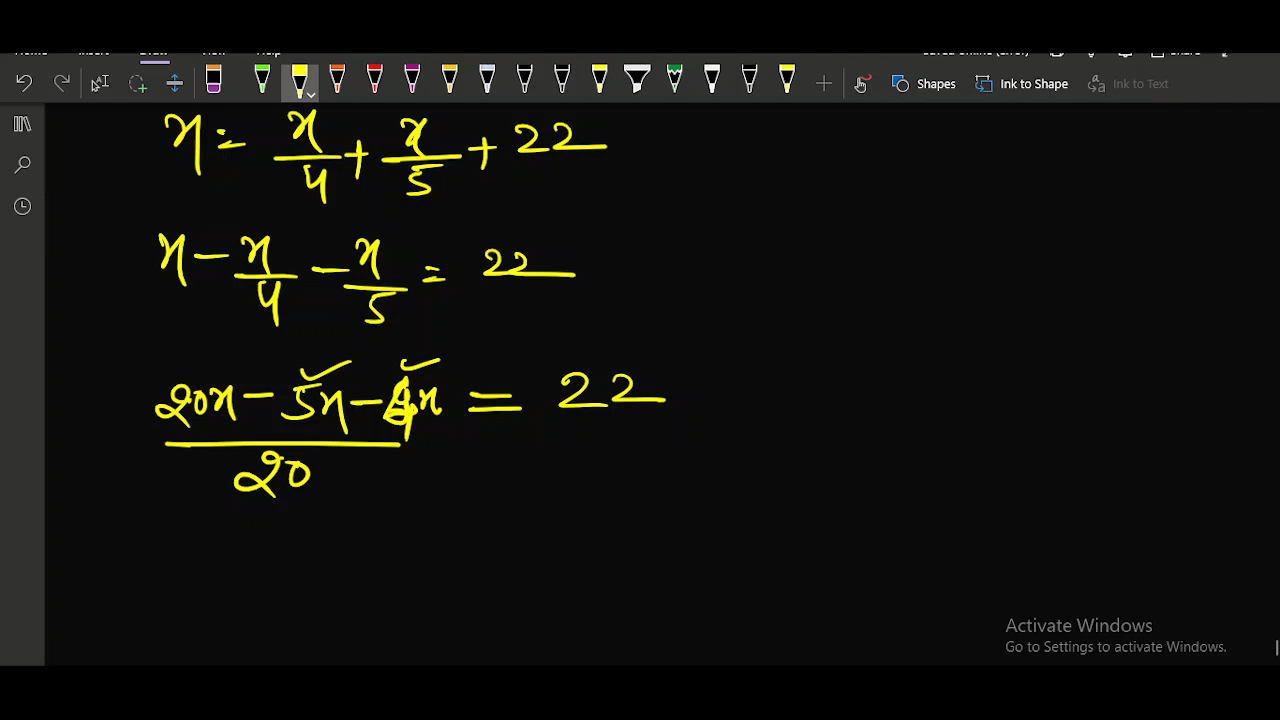 Shapes Ink to Shape Ink to Text
x = x/4 + x/5 + 22
x - x/4 - x/5 = 22
(20x - 5x - 4x)/20 = 22
Activate Windows
Go to Settings to activate Windows.